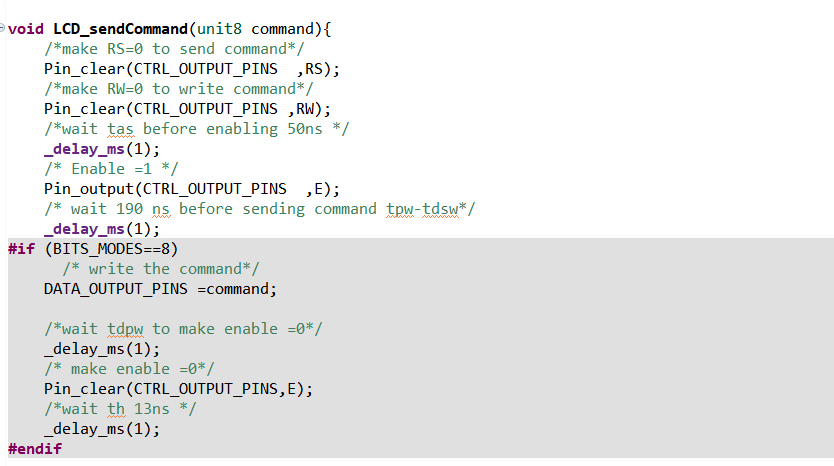 void LCD_sendCommand(unit8 command){
/*make RS=0 to send command*/
Pin_clear(CTRL_OUTPUT_PINS  ,RS);
/*make RW=0 to write command*/
Pin_clear(CTRL_OUTPUT_PINS ,RW);
/*wait tas before enabling 50ns */
_delay_ms(1);
/* Enable =1 */
Pin_output(CTRL_OUTPUT_PINS  ,E);
/* wait 190 ns before sending command tpw-tdsw*/
_delay_ms(1);
#if (BITS_MODES==8)
/* write the command*/
DATA_OUTPUT_PINS =command;
/*wait tdpw to make enable =0*/
_delay_ms(1);
/* make enable =0*/
Pin_clear(CTRL_OUTPUT_PINS,E);
/*wait th 13ns */
_delay_ms(1);
#endif